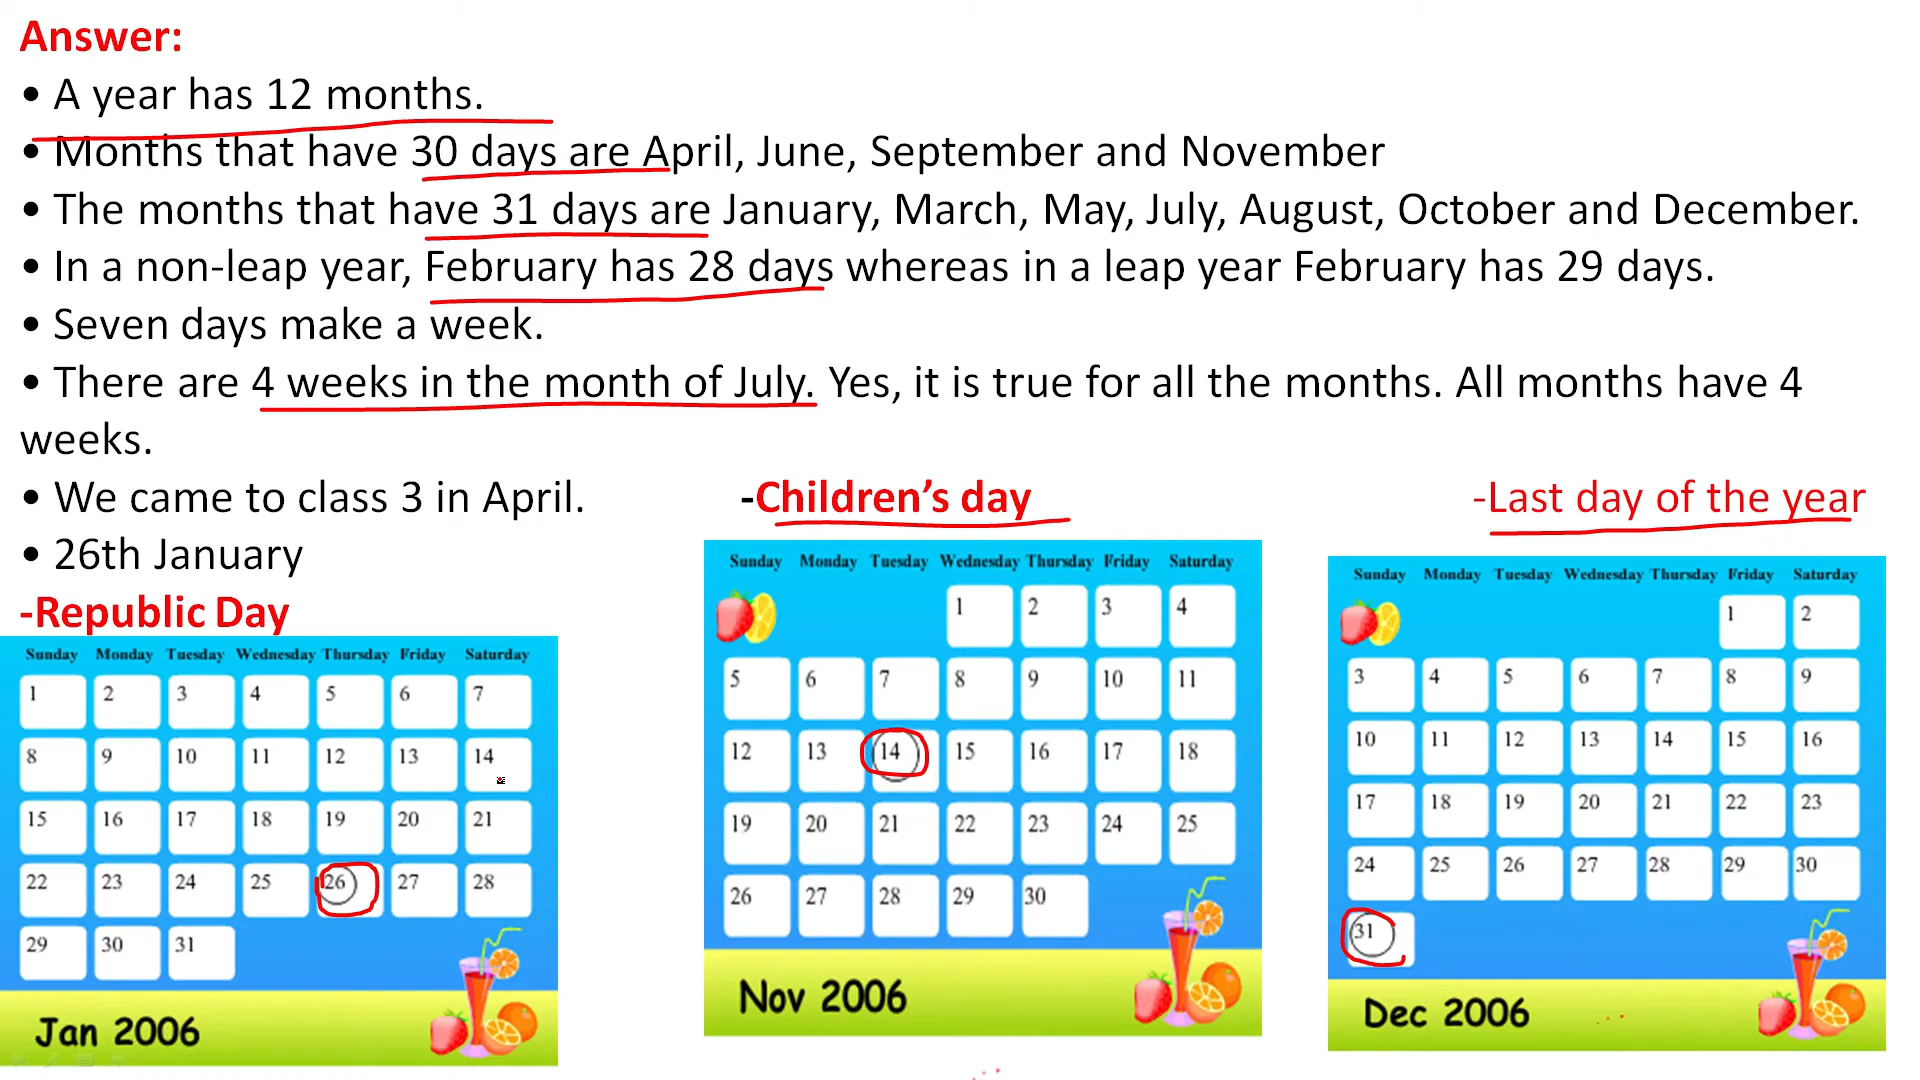 Answer:
• A year has 12 months.
• Months that have 30 days are April, June, September and November
• The months that have 31 days are January, March, May, July, August, October and December.
• In a non-leap year, February has 28 days whereas in a leap year February has 29 days.
• Seven days make a week.
• There are 4 weeks in the month of July. Yes, it is true for all the months. All months have 4
weeks.
• We came to class 3 in April.
• 26th January
-Republic Day
Sunday Monday Tuesday Wednesday Thursday Friday Saturday
1 2 3 4 5 6 7
8 9 10 11 12 13 14
15 16 17 18 19 20 21
22 23 24 25 26 27 28
29 30 31
Jan 2006
-Children’s day
Sunday Monday Tuesday Wednesday Thursday Friday Saturday
1 2 3 4
5 6 7 8 9 10 11
12 13 14 15 16 17 18
19 20 21 22 23 24 25
26 27 28 29 30
Nov 2006
-Last day of the year
Sunday Monday Tuesday Wednesday Thursday Friday Saturday
1 2
3 4 5 6 7 8 9
10 11 12 13 14 15 16
17 18 19 20 21 22 23
24 25 26 27 28 29 30
31
Dec 2006